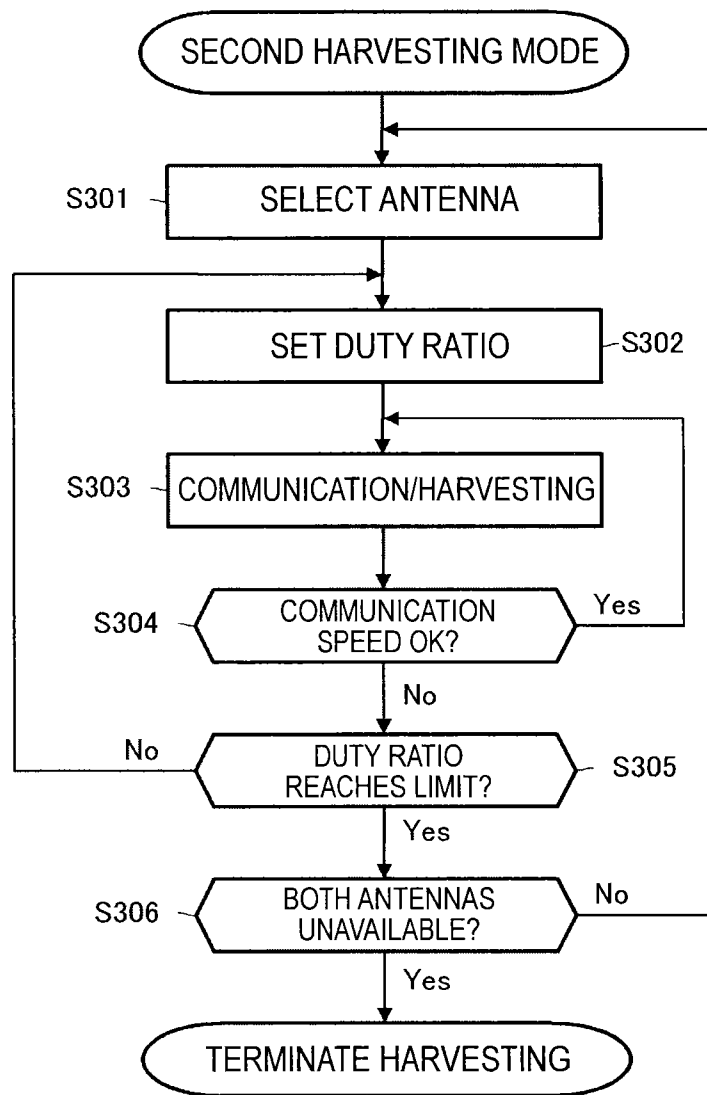 SECOND HARVESTING MODE
S301
SELECT ANTENNA
SET DUTY RATIO
S302
S303
COMMUNICATION/HARVESTING
S304
COMMUNICATION
SPEED OK?
Yes
No
No
DUTY RATIO
REACHES LIMIT?
S305
Yes
S306
BOTH ANTENNAS
UNAVAILABLE?
No
Yes
TERMINATE HARVESTING